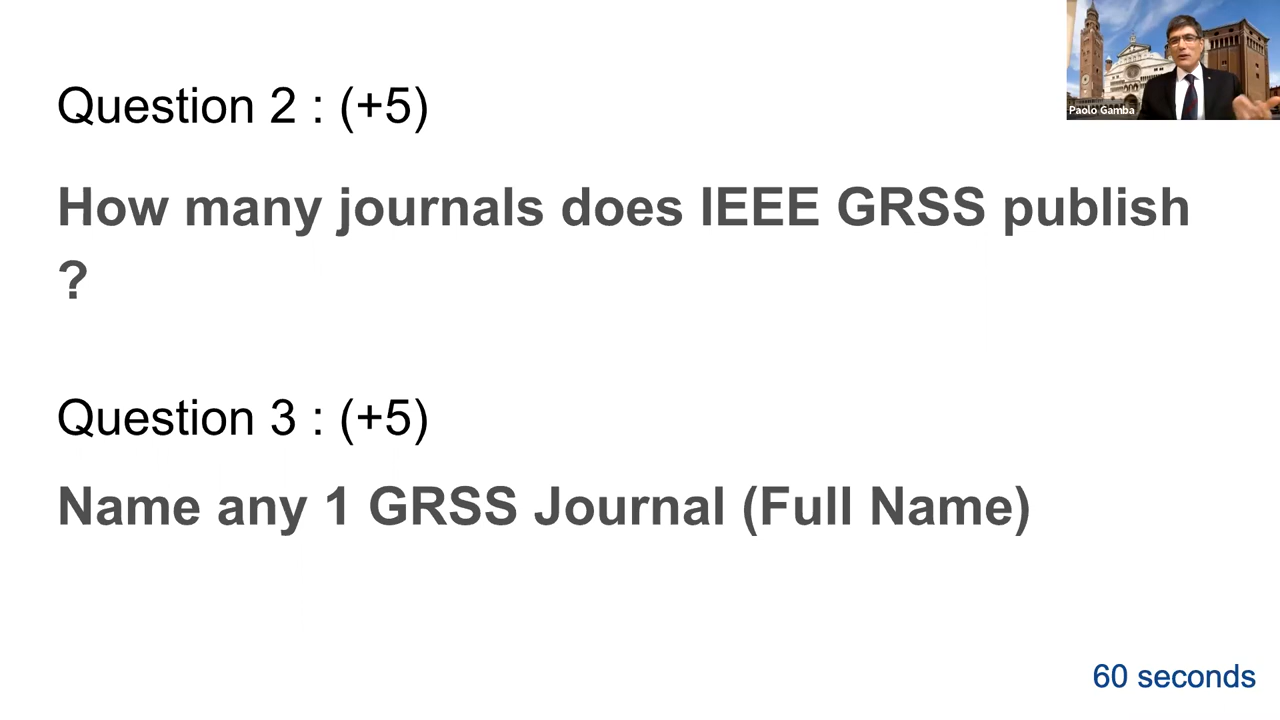 Paolo Gamba
Question 2 : (+5)
How many journals does IEEE GRSS publish
?
Question 3 : (+5)
Name any 1 GRSS Journal (Full Name)
60 seconds